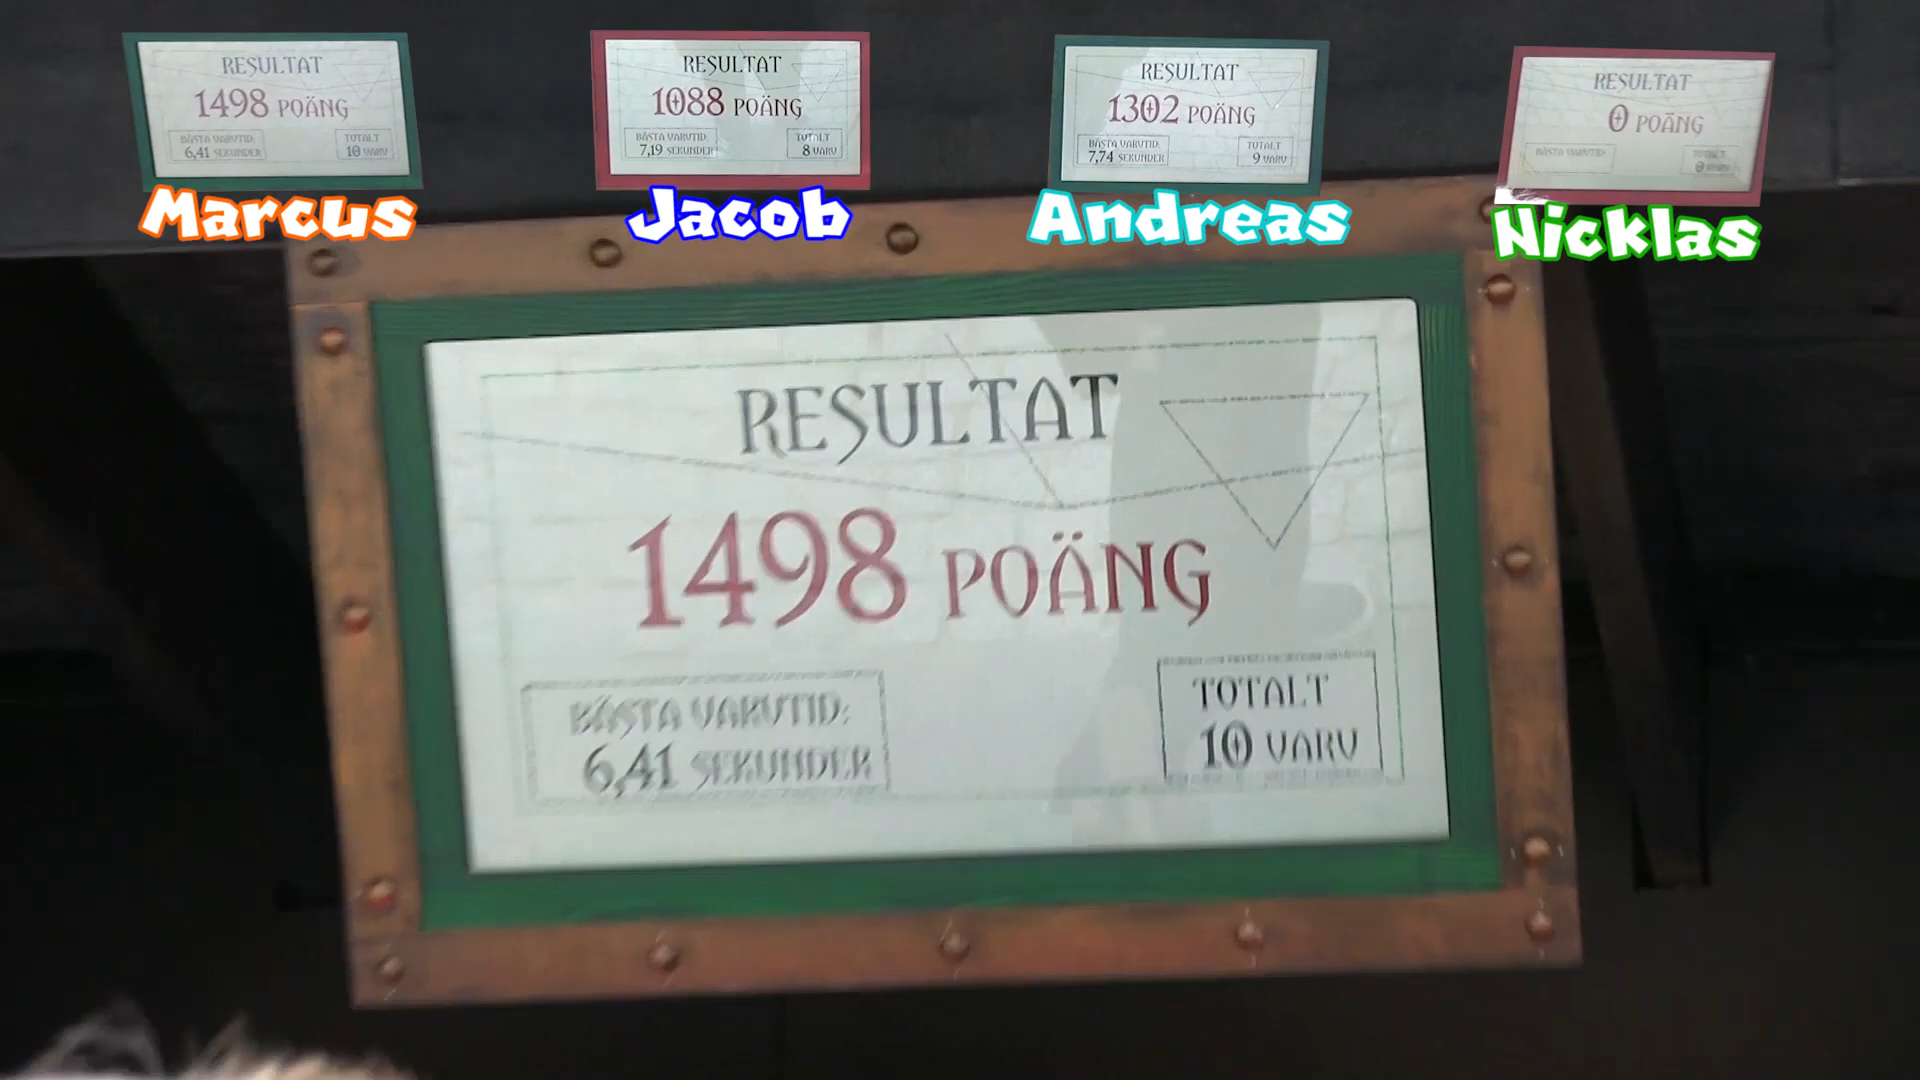 RESULTAT
1498 POÄNG
BÄSTA VARVTID:
6,41 SEKUNDER
TOTALT
10 VARV
Marcus
RESULTAT
1088 POÄNG
BÄSTA VARVTID:
7,19 SEKUNDER
TOTALT
8 VARV
Jacob
RESULTAT
1302 POÄNG
BÄSTA VARVTID:
7,74 SEKUNDER
TOTALT
9 VARV
Andreas
RESULTAT
0 POÄNG
BÄSTA VARVTID:
TOTALT
0 VARV
Nicklas
RESULTAT
1498 POÄNG
BÄSTA VARVTID:
6,41 SEKUNDER
TOTALT
10 VARV